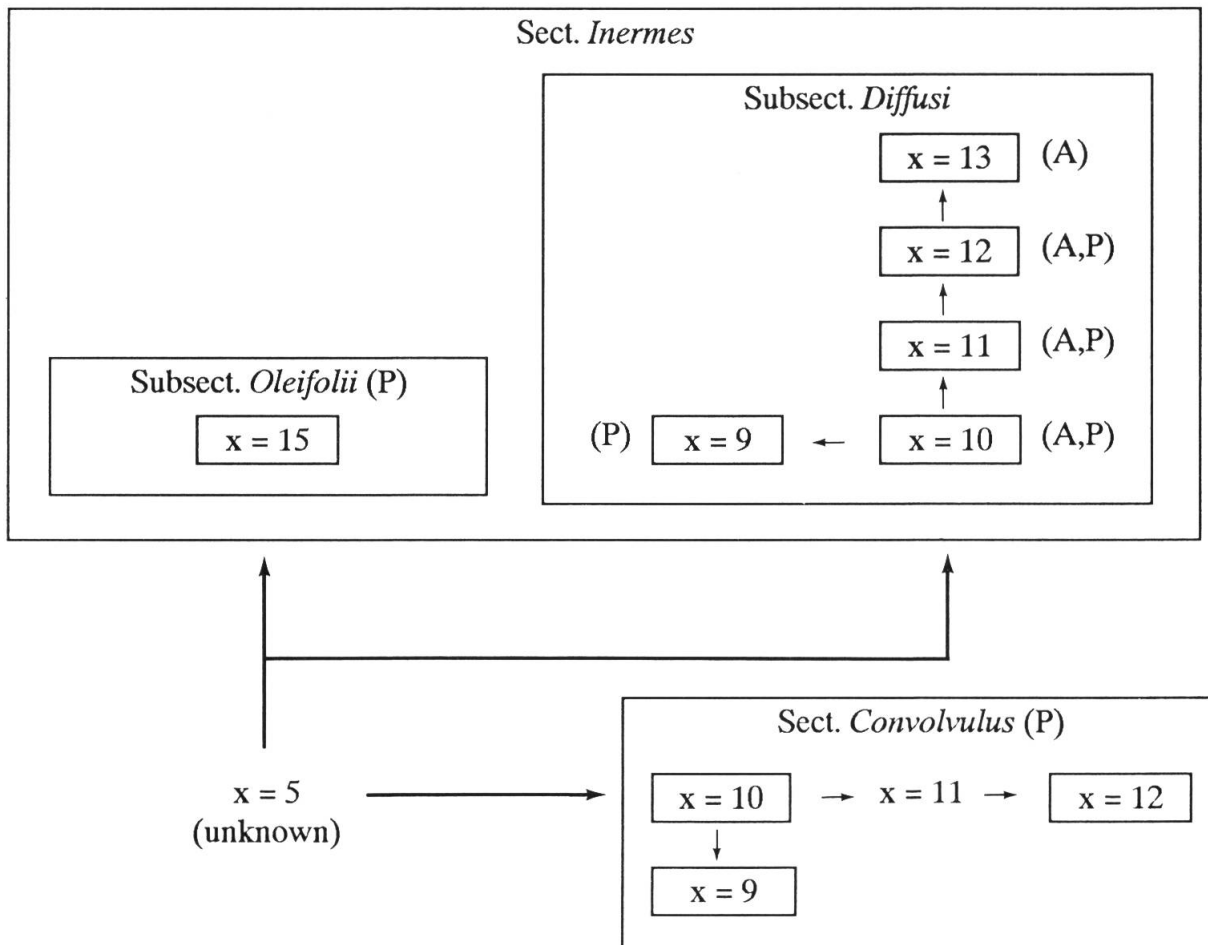 Sect. Inermes
Subsect. Diffusi
x = 13 (A)
x = 12 (A,P)
x = 11 (A,P)
Subsect. Oleifolii (P)
x = 15
(P) x = 9 x = 10 (A,P)
Sect. Convolvulus (P)
x = 5
(unknown)
x = 10 x = 11 x = 12
x = 9